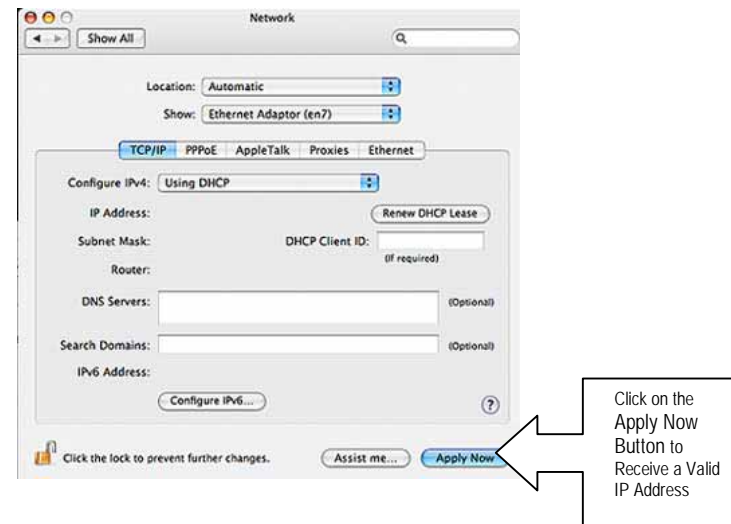 Network
Show All
Location: Automatic
Show: Ethernet Adaptor (en7)
TCP/IP PPPoE AppleTalk Proxies Ethernet
Configure IPv4: Using DHCP
IP Address:
Renew DHCP Lease
Subnet Mask:
DHCP Client ID:
(If required)
Router:
DNS Servers:
(Optional)
Search Domains:
(Optional)
IPv6 Address:
Configure IPv6...
?
Click the lock to prevent further changes.
Assist me...
Apply Now
Click on the
Apply Now
Button to
Receive a Valid
IP Address